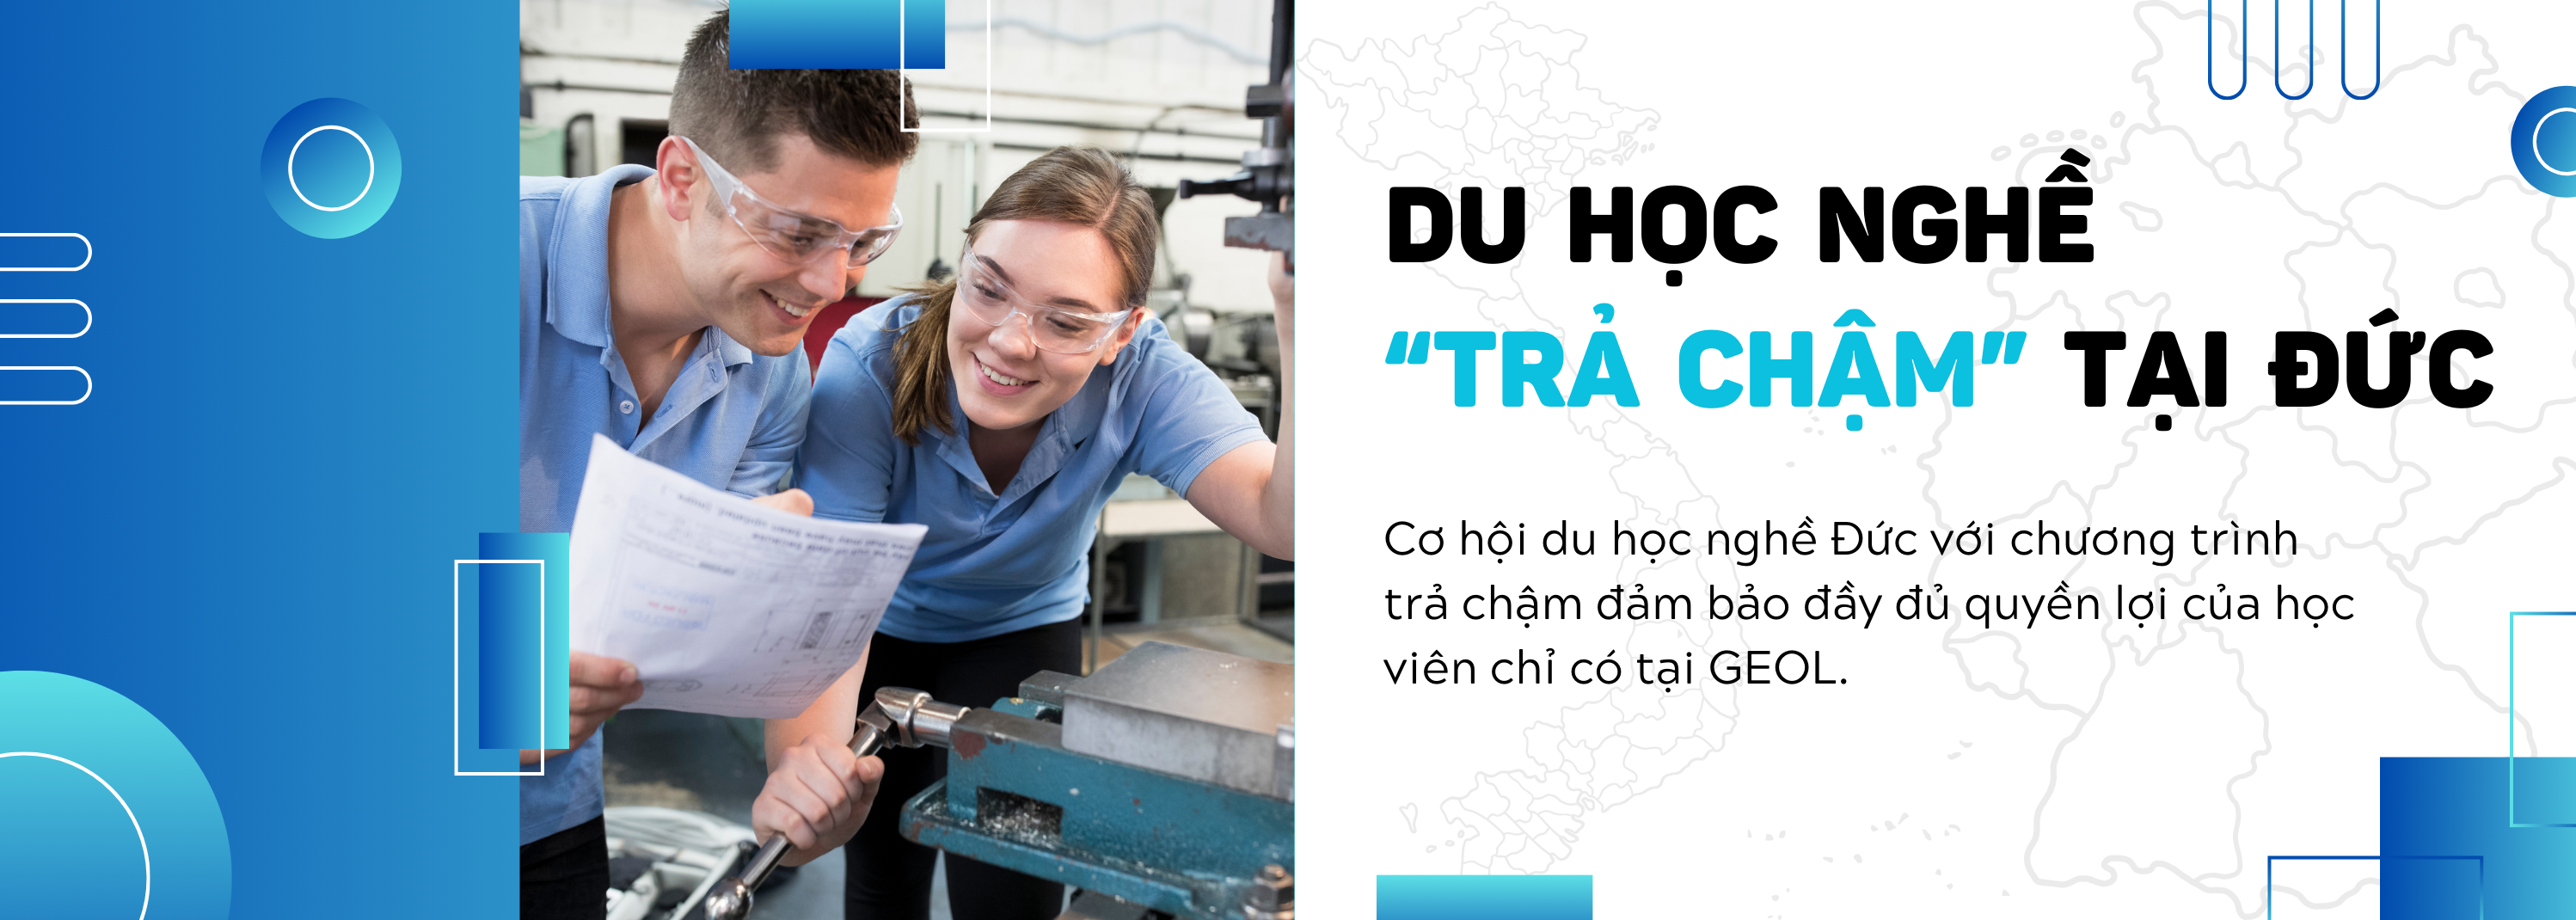 DU HỌC NGHỀ
“TRẢ CHẬM” TẠI ĐỨC
Cơ hội du học nghề Đức với chương trình
trả chậm đảm bảo đầy đủ quyền lợi của học
viên chỉ có tại GEOL.